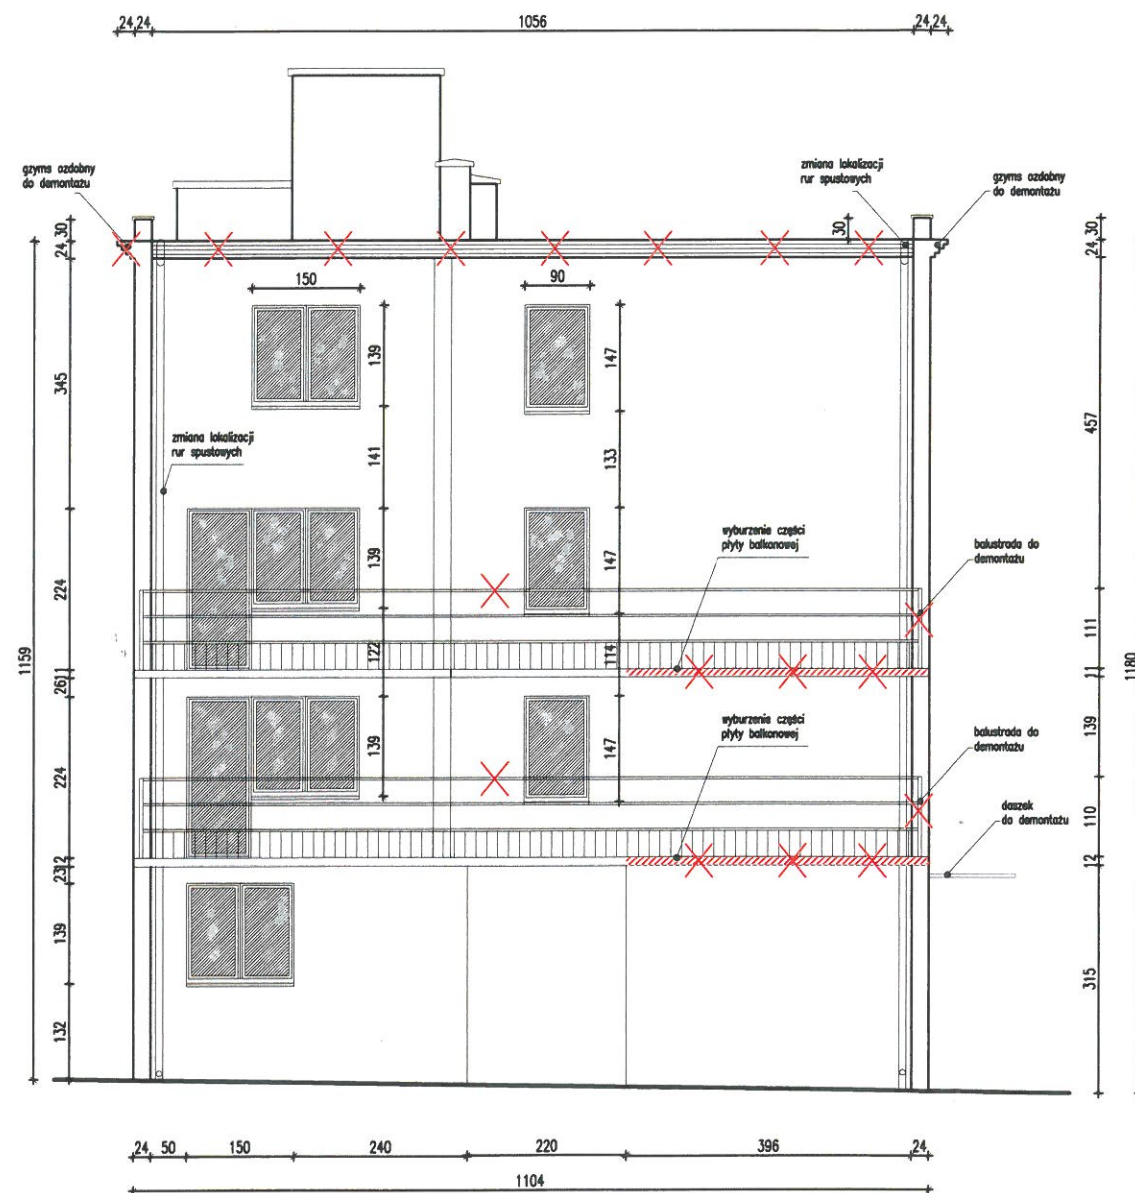 24 24 1056 24 24
gzyms ozdobny
do demontażu
zmiana lokalizacji
rur spustowych
gzyms ozdobny
do demontażu
30
30
30
24
24
150
90
139
147
345
457
zmiana lokalizacji
rur spustowych
141
133
wyburzenie części
płyty balkonowej
balustrada do
demontażu
139
147
224
111
1159
122
114
1180
11
26
11
wyburzenie części
płyty balkonowej
139
balustrada do
demontażu
139
147
224
daszek
do demontażu
110
12
23
12
139
315
132
24 50 150 240 220 396 24
1104